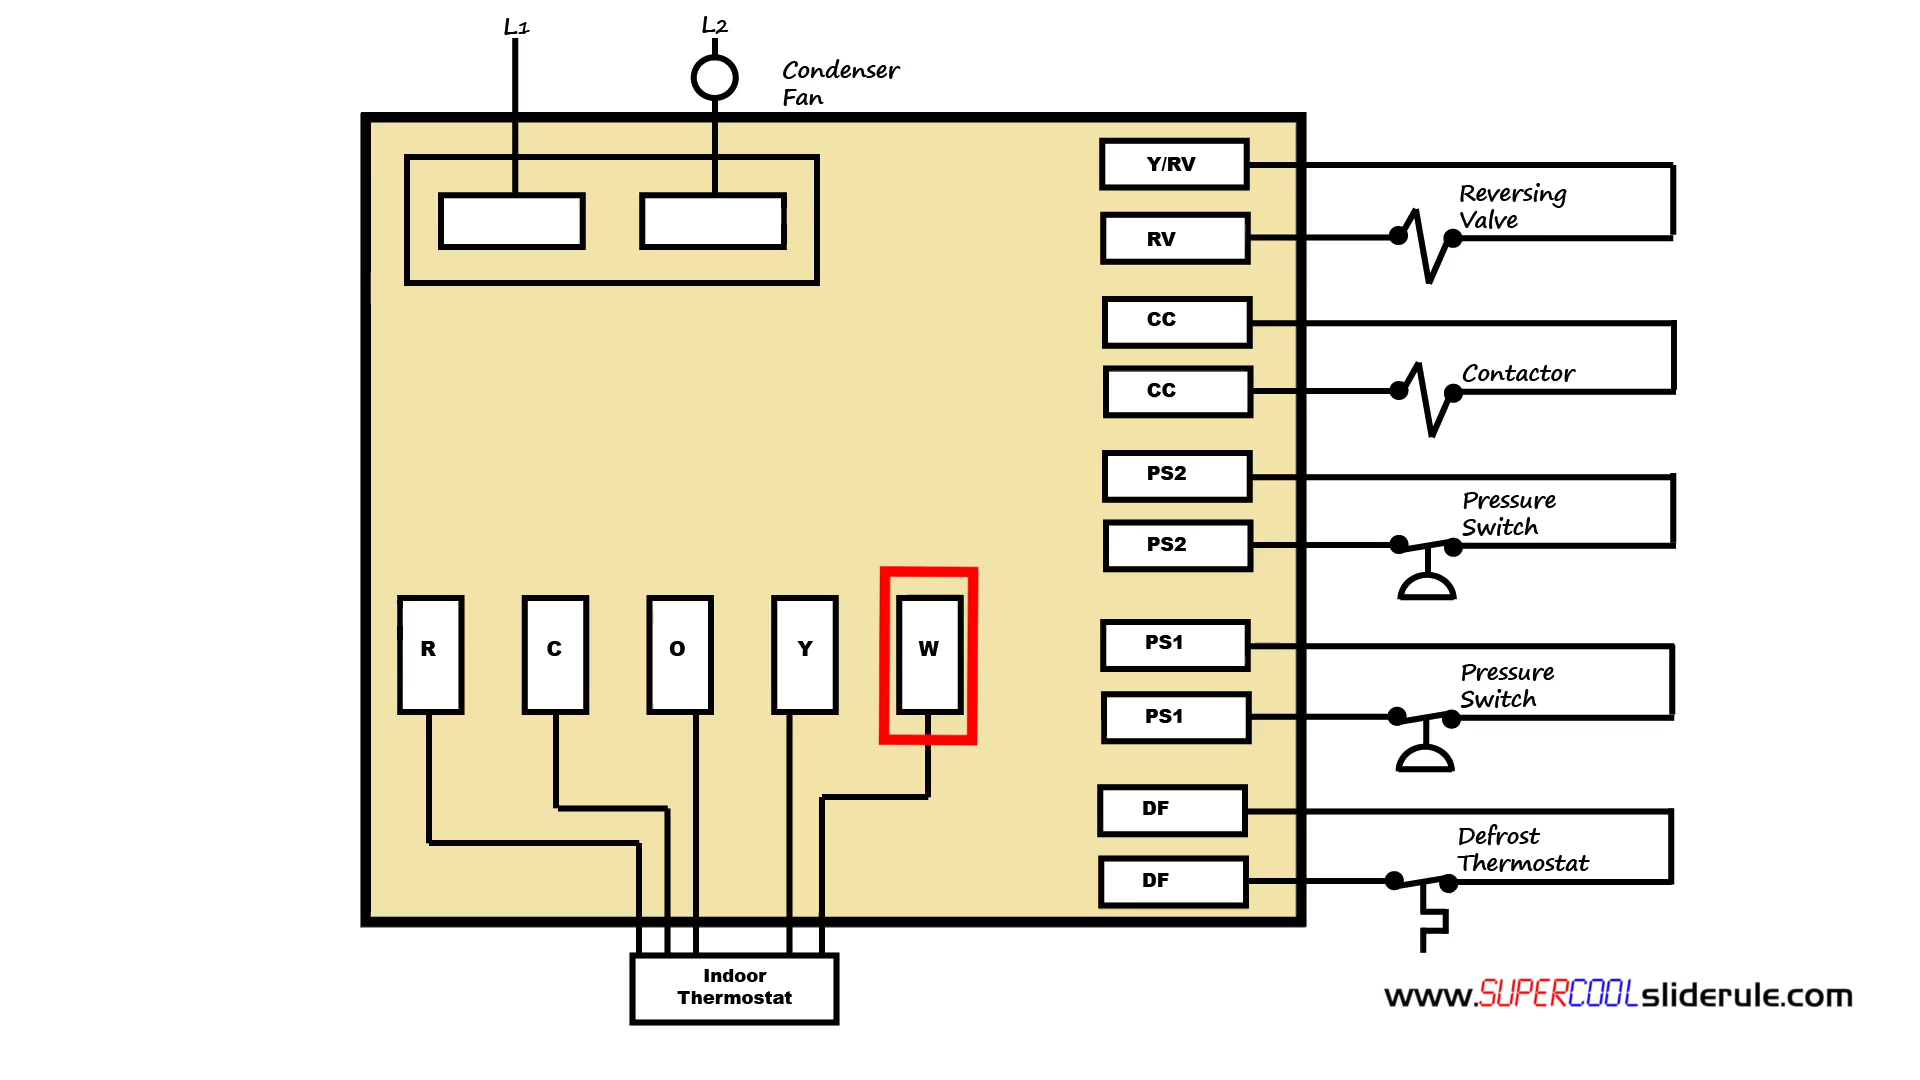 L1
L2
Condenser
Fan
Y/RV
RV
Reversing
Valve
CC
CC
Contactor
PS2
PS2
Pressure
Switch
R
C
O
Y
W
PS1
PS1
Pressure
Switch
DF
DF
Defrost
Thermostat
Indoor
Thermostat
www.SUPERCOOLsliderule.com